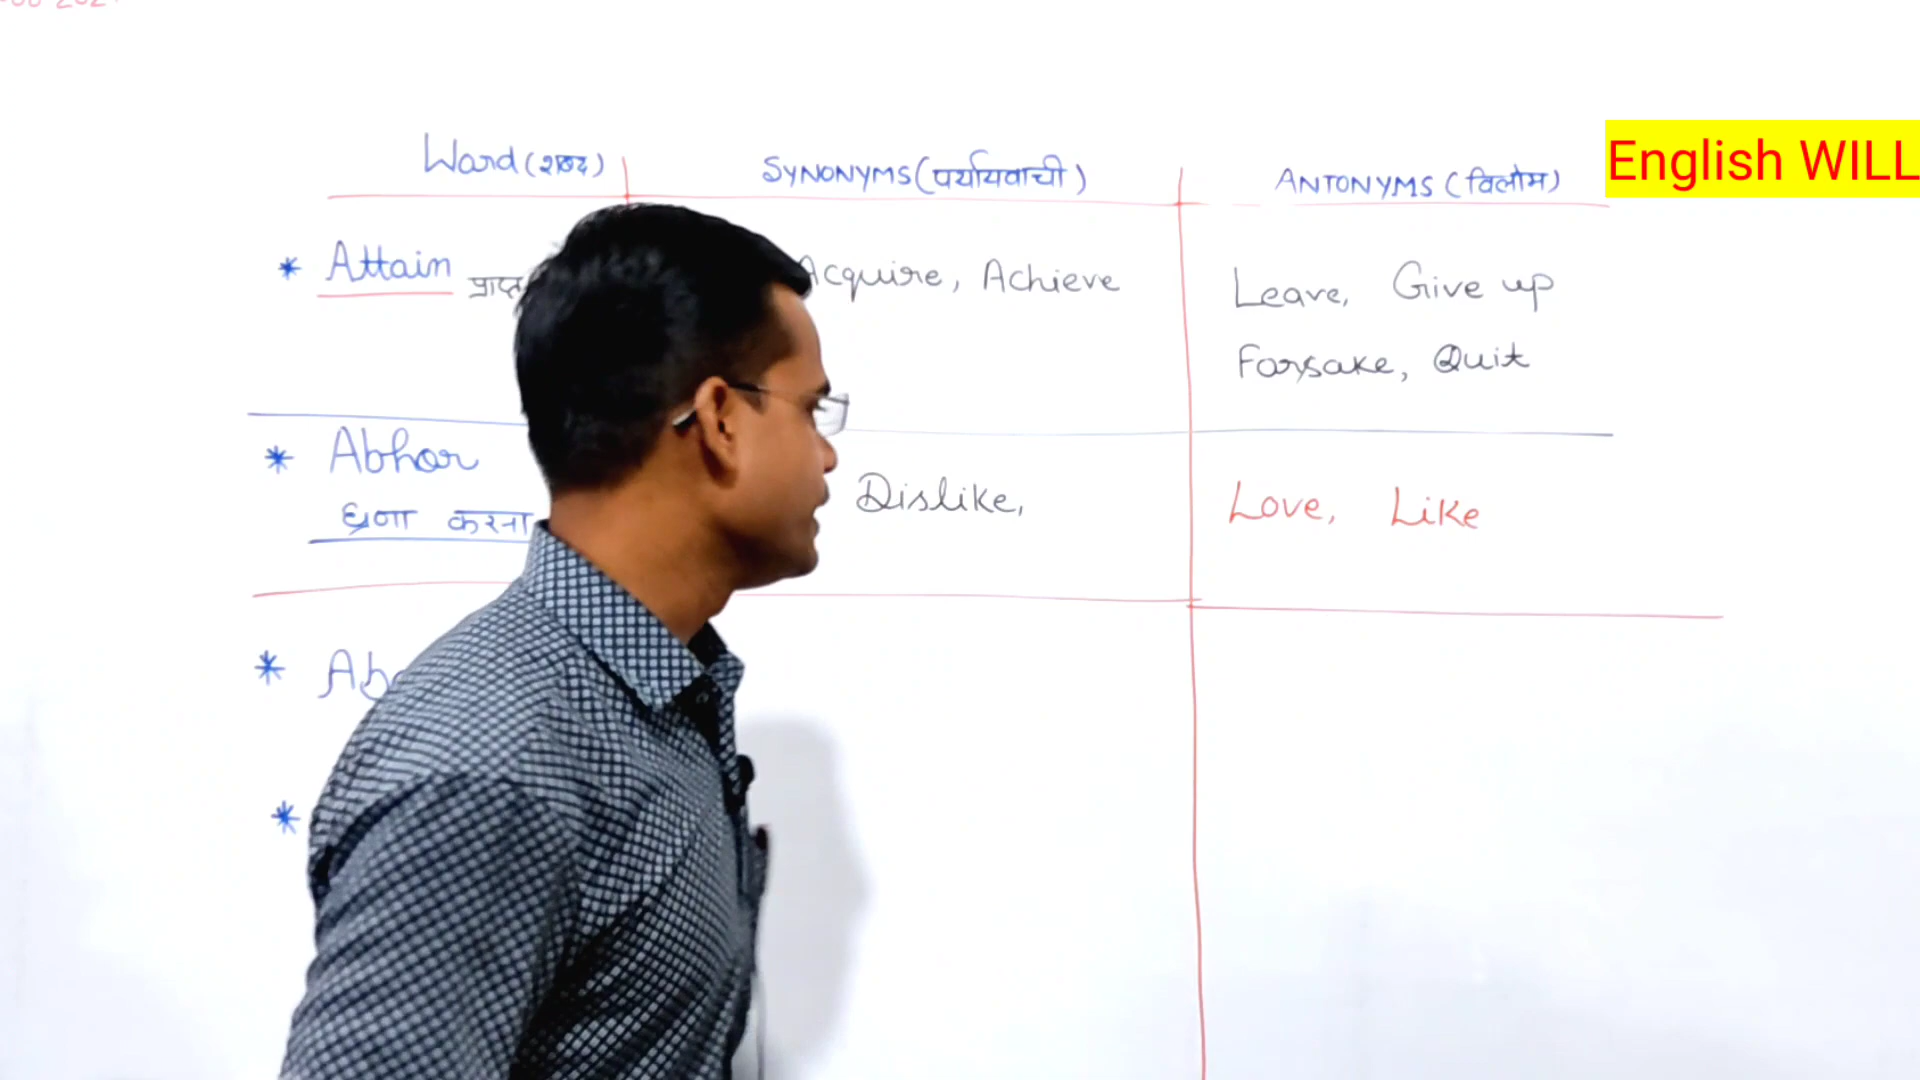 Word (शब्द) SYNONYMS (पर्यायवाची) ANTONYMS (विलोम)
English WILL
* Attain Acquire, Achieve Leave, Give up
Forsake, Quit
* Abhor Dislike, Love, Like
घृना करना
*
*